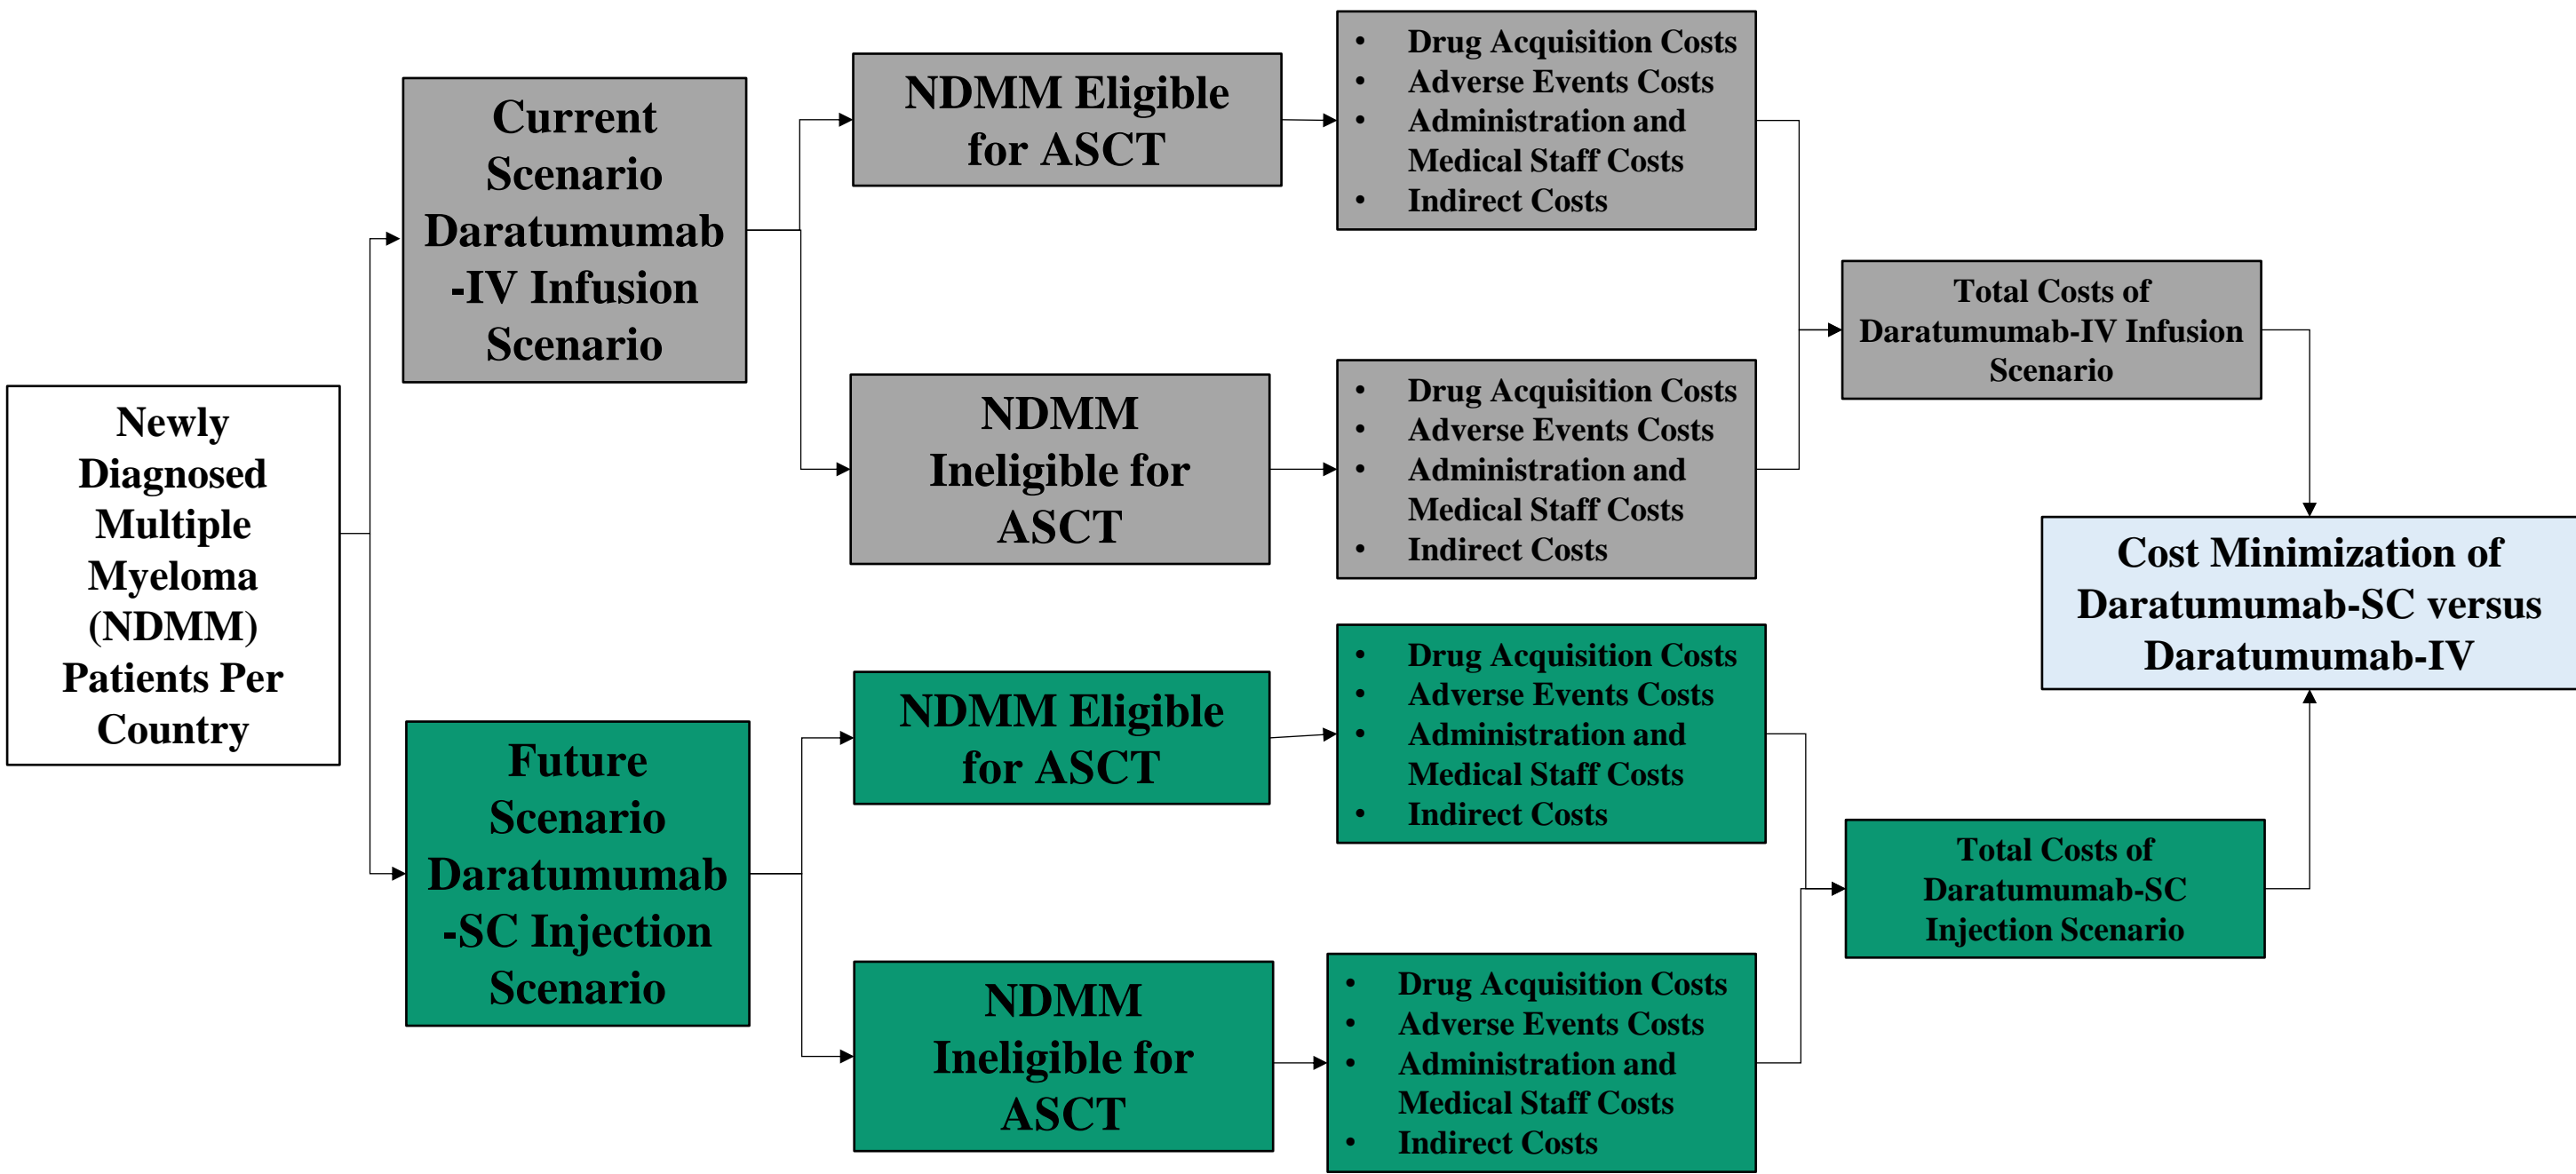 Newly
Diagnosed
Multiple
Myeloma
(NDMM)
Patients Per
Country
Current
Scenario
Daratumumab
-IV Infusion
Scenario
NDMM Eligible
for ASCT
• Drug Acquisition Costs
• Adverse Events Costs
• Administration and
Medical Staff Costs
• Indirect Costs
NDMM
Ineligible for
ASCT
• Drug Acquisition Costs
• Adverse Events Costs
• Administration and
Medical Staff Costs
• Indirect Costs
Total Costs of
Daratumumab-IV Infusion
Scenario
Future
Scenario
Daratumumab
-SC Injection
Scenario
NDMM Eligible
for ASCT
• Drug Acquisition Costs
• Adverse Events Costs
• Administration and
Medical Staff Costs
• Indirect Costs
NDMM
Ineligible for
ASCT
• Drug Acquisition Costs
• Adverse Events Costs
• Administration and
Medical Staff Costs
• Indirect Costs
Total Costs of
Daratumumab-SC
Injection Scenario
Cost Minimization of
Daratumumab-SC versus
Daratumumab-IV